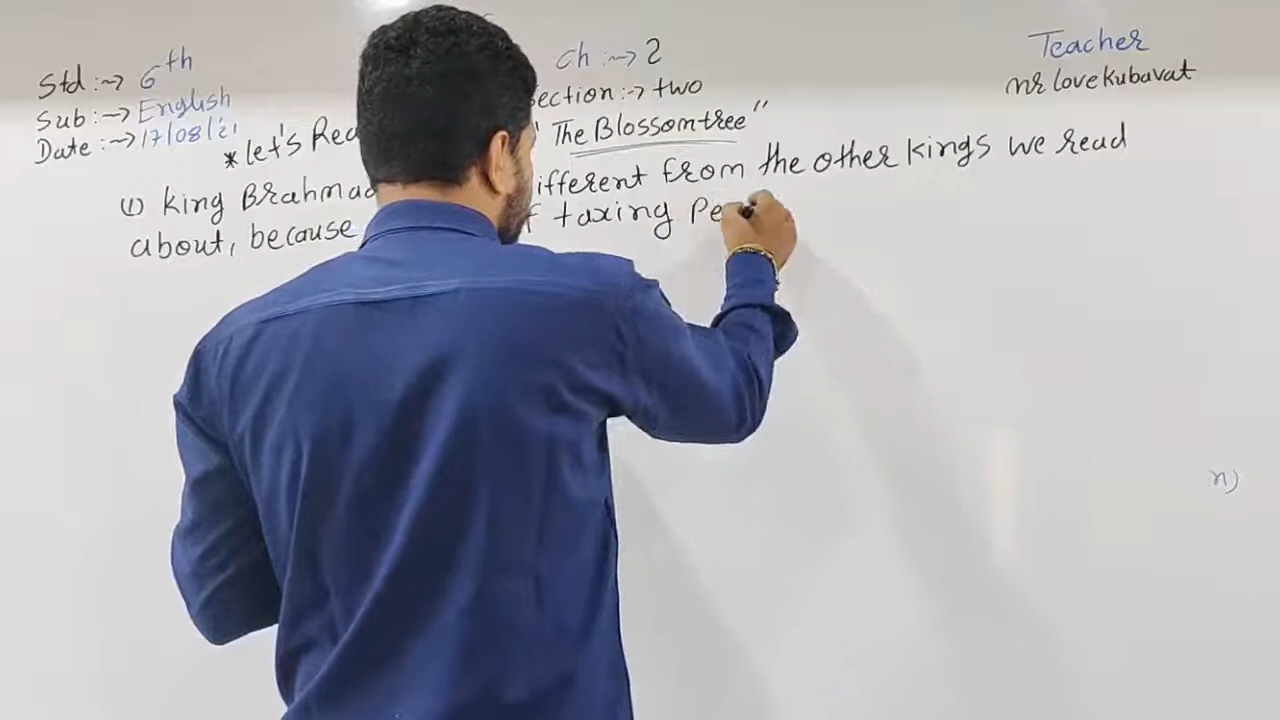 Std :~> 6th
Ch :~> 2
Teacher
Sub :~> English
section :~> two
mr love kubavat
Date :~> 17/08/21
*let's Rea
"The Blossom tree"
(1) king Brahmad ifferent from the other kings we read
about, because f taxing Pe
n)